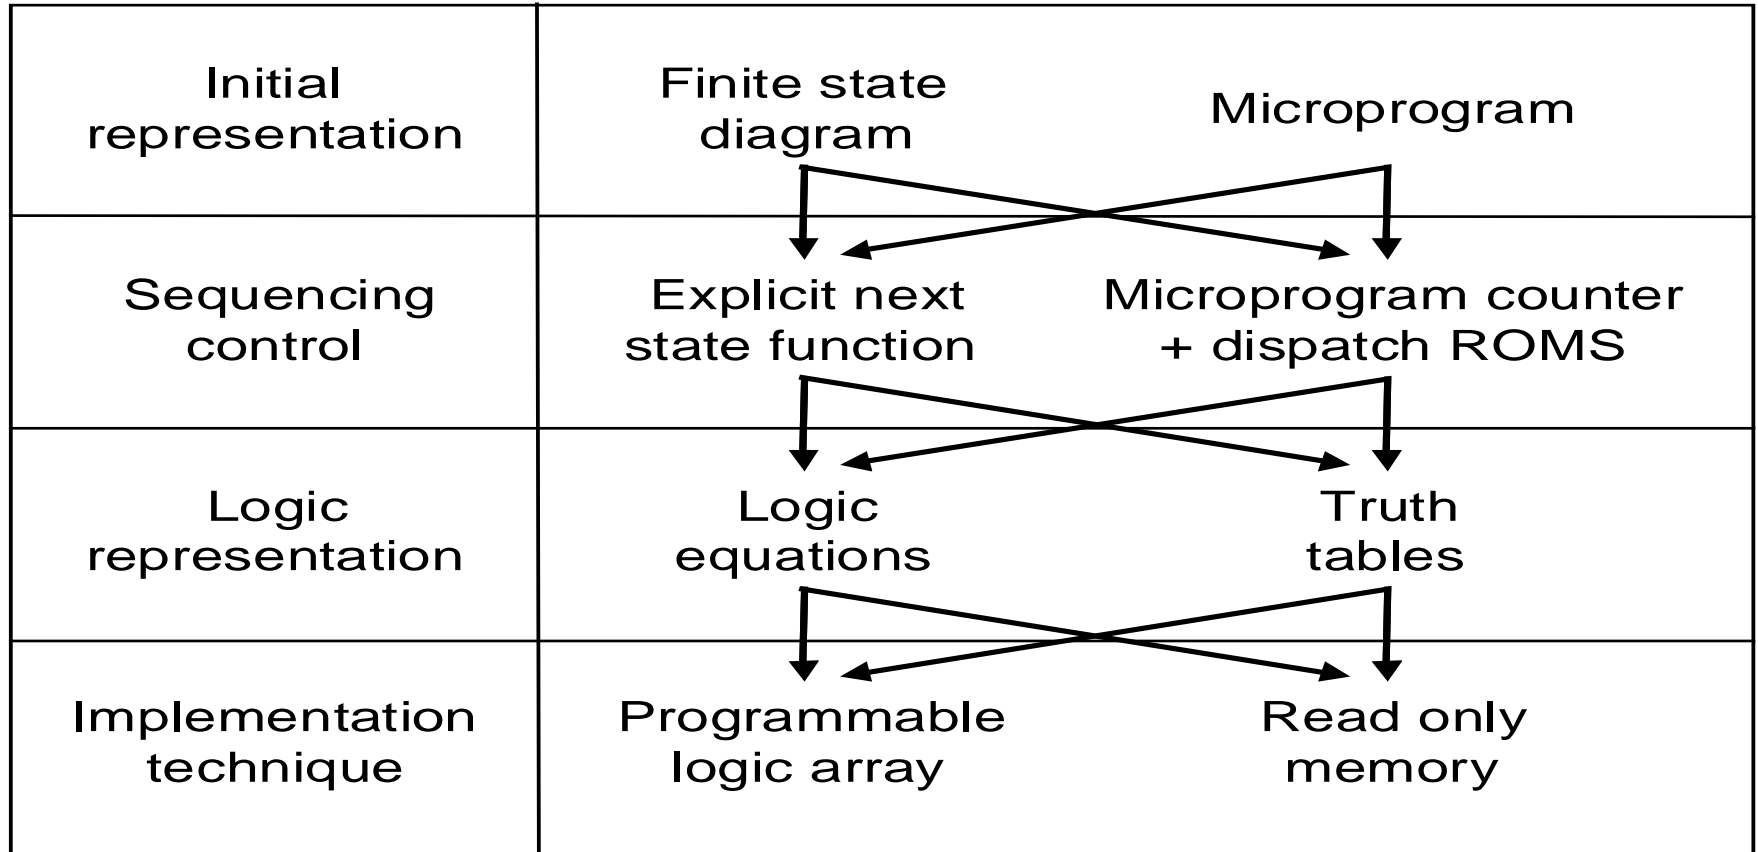 Initial
representation
Finite state
diagram
Microprogram
Sequencing
control
Explicit next
state function
Microprogram counter
+ dispatch ROMS
Logic
representation
Logic
equations
Truth
tables
Implementation
technique
Programmable
logic array
Read only
memory